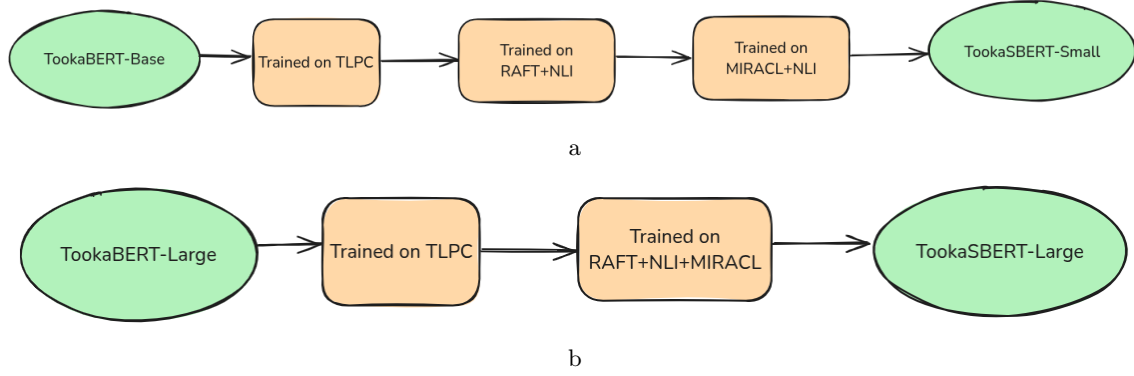 TookaBERT-Base
Trained on TLPC
Trained on
RAFT+NLI
Trained on
MIRACL+NLI
TookaSBERT-Small
a
TookaBERT-Large
Trained on TLPC
Trained on
RAFT+NLI+MIRACL
TookaSBERT-Large
b